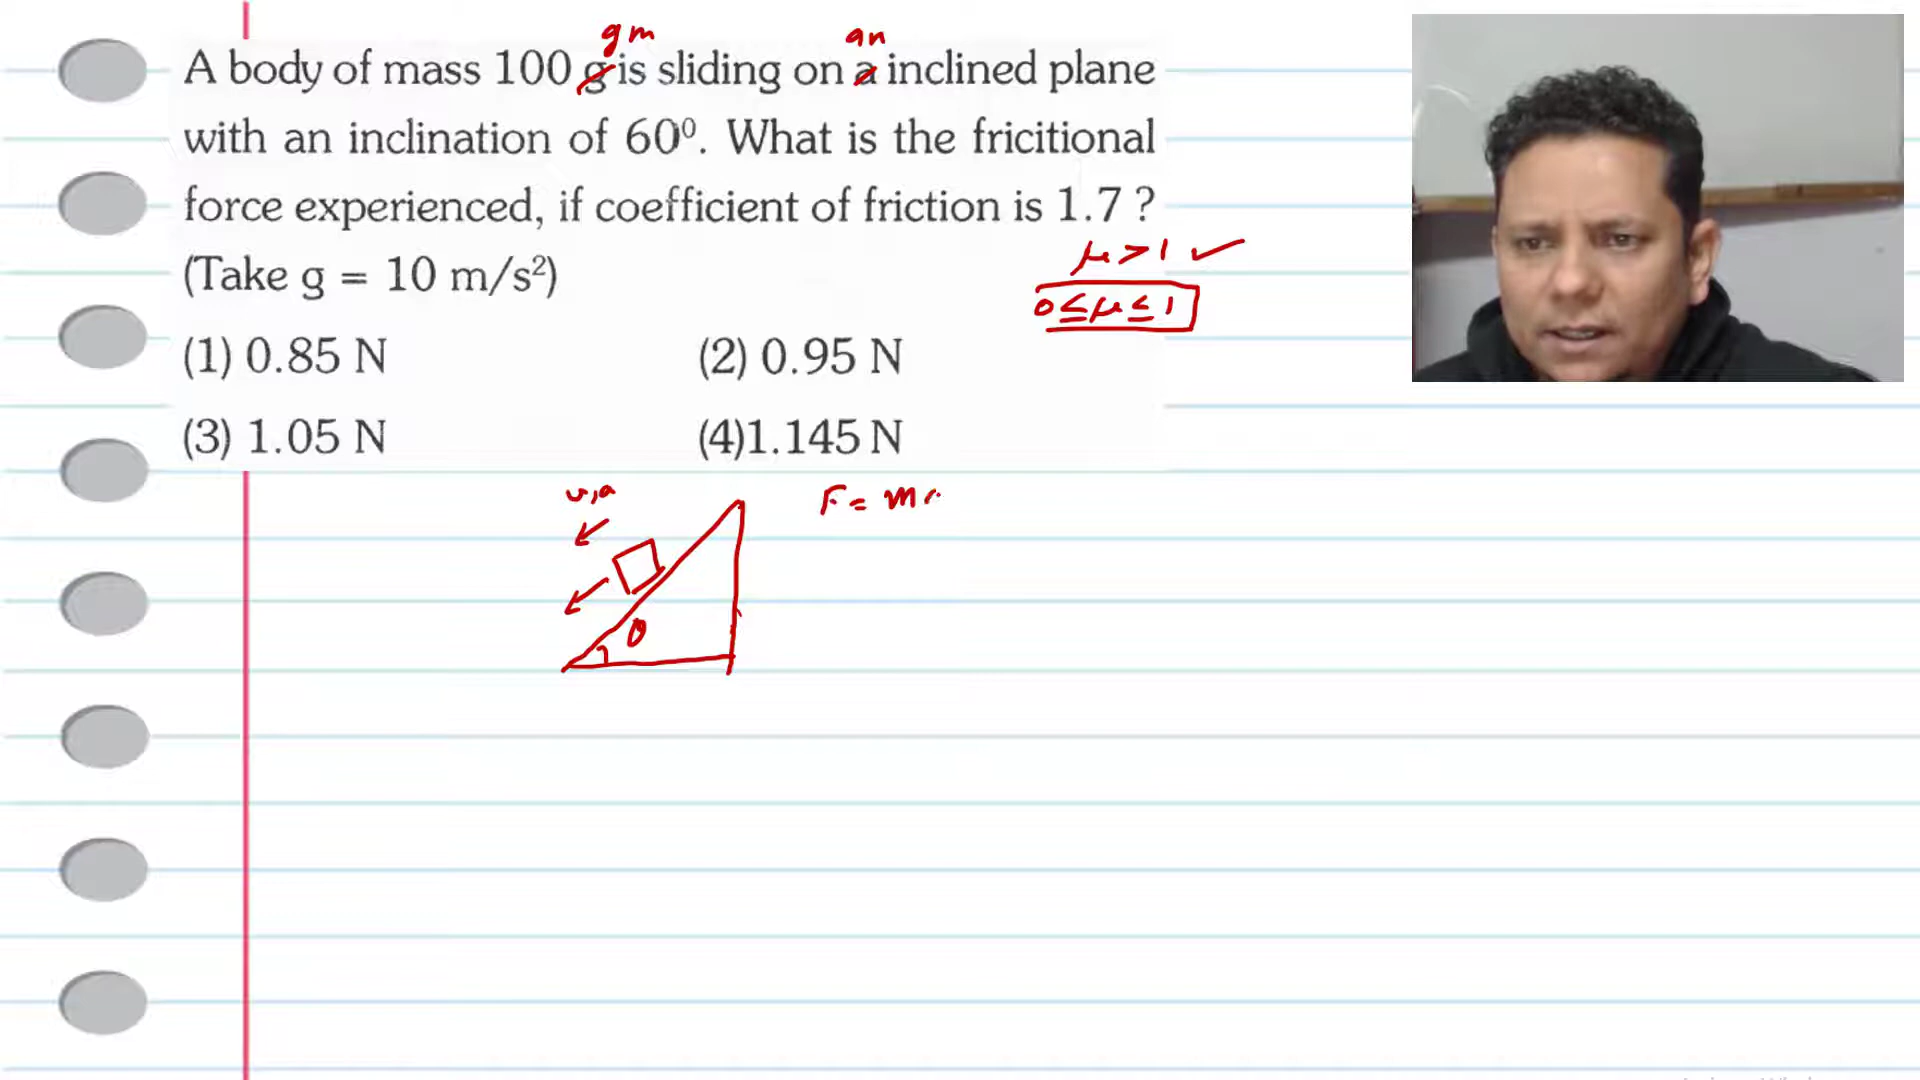 gm an
A body of mass 100 g is sliding on a inclined plane
with an inclination of 60⁰. What is the fricitional
force experienced, if coefficient of friction is 1.7 ?
μ > 1 ✓
(Take g = 10 m/s²)
0 ≤ μ ≤ 1
(1) 0.85 N (2) 0.95 N
(3) 1.05 N (4)1.145 N
v, a F = m
θ